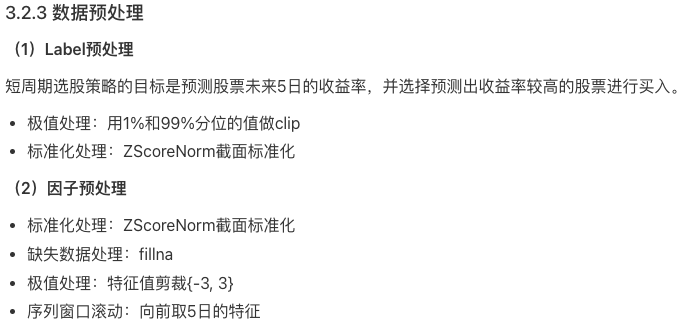 3.2.3 数据预处理
（1）Label预处理
短周期选股策略的目标是预测股票未来5日的收益率，并选择预测出收益率较高的股票进行买入。
• 极值处理：用1%和99%分位的值做clip
• 标准化处理：ZScoreNorm截面标准化
（2）因子预处理
• 标准化处理：ZScoreNorm截面标准化
• 缺失数据处理：fillna
• 极值处理：特征值剪裁{-3, 3}
• 序列窗口滚动：向前取5日的特征